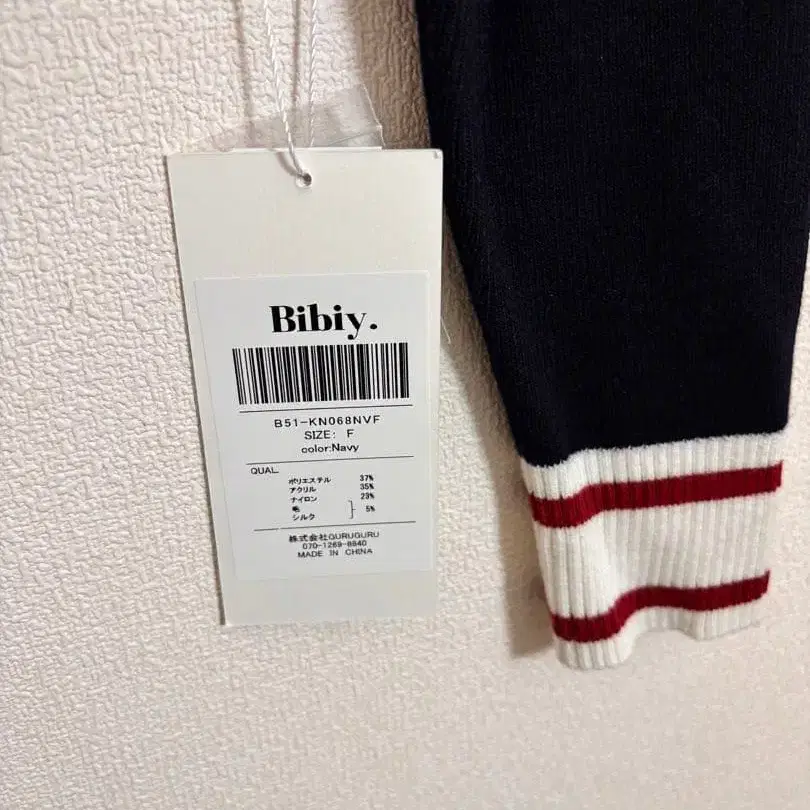 Bibiy.
B51-KN068NVF
SIZE: F
color:Navy
QUAL.
ポリエステル 37%
アクリル 35%
ナイロン 23%
毛
シルク } 5%
株式会社GURUGURU
070-1269-8840
MADE IN CHINA